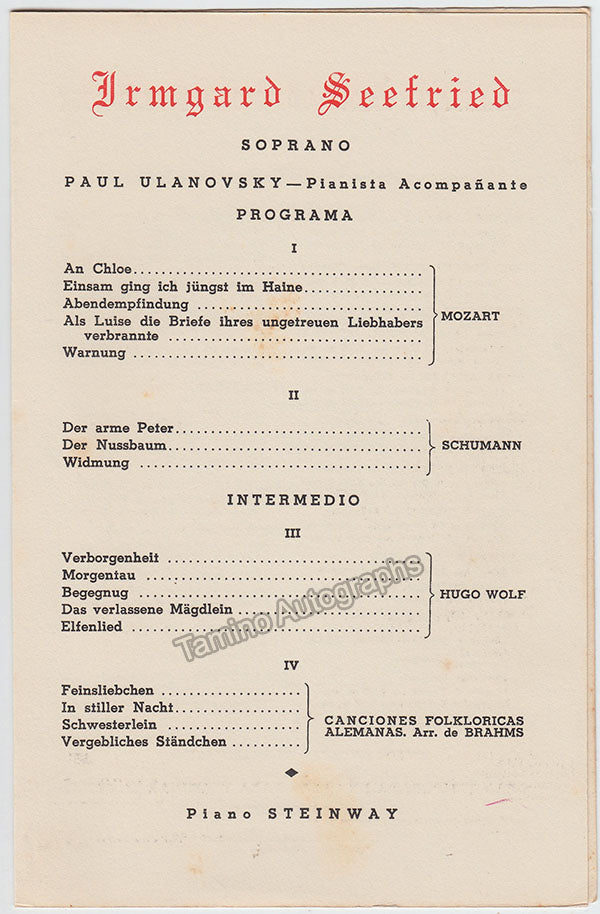 Irmgard Seefried
SOPRANO
PAUL ULANOVSKY—Pianista Acompañante
PROGRAMA
I
An Chloe........................................
Einsam ging ich jüngst im Haine................
Abendempfindung ................................
Als Luise die Briefe ihres ungetreuen Liebhabers
verbrannte ....................................
Warnung ........................................
MOZART
II
Der arme Peter..................................
Der Nussbaum...................................
Widmung .......................................
SCHUMANN
INTERMEDIO
III
Verborgenheit ..................................
Morgentau ......................................
Begegnug .......................................
Das verlassene Mägdlein ........................
Elfenlied ......................................
HUGO WOLF
Tamino Autographs
IV
Feinsliebchen ..................
In stiller Nacht................
Schwesterlein ..................
Vergebliches Ständchen ..........
CANCIONES FOLKLORICAS
ALEMANAS. Arr. de BRAHMS
Piano STEINWAY